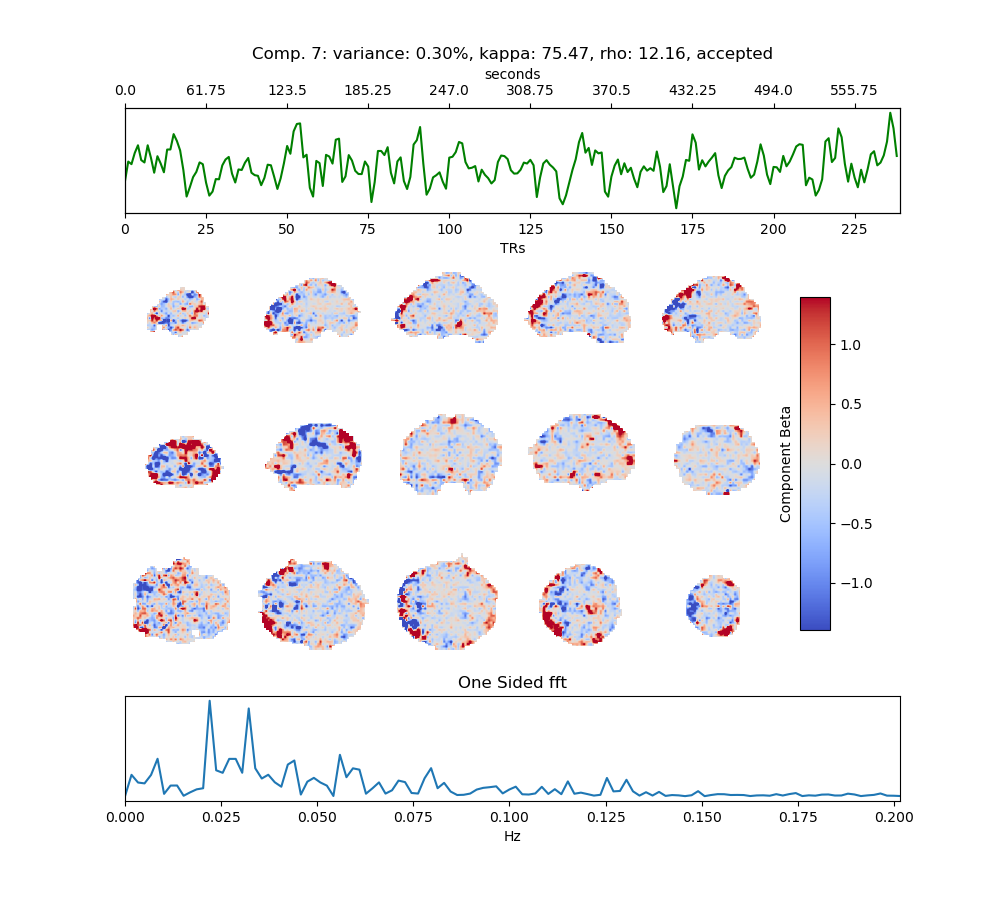 Comp. 7: variance: 0.30%, kappa: 75.47, rho: 12.16, accepted
seconds
0.0 61.75 123.5 185.25 247.0 308.75 370.5 432.25 494.0 555.75
0 25 50 75 100 125 150 175 200 225
TRs
1.0
0.5
0.0
−0.5
−1.0
Component Beta
One Sided fft
0.000 0.025 0.050 0.075 0.100 0.125 0.150 0.175 0.200
Hz